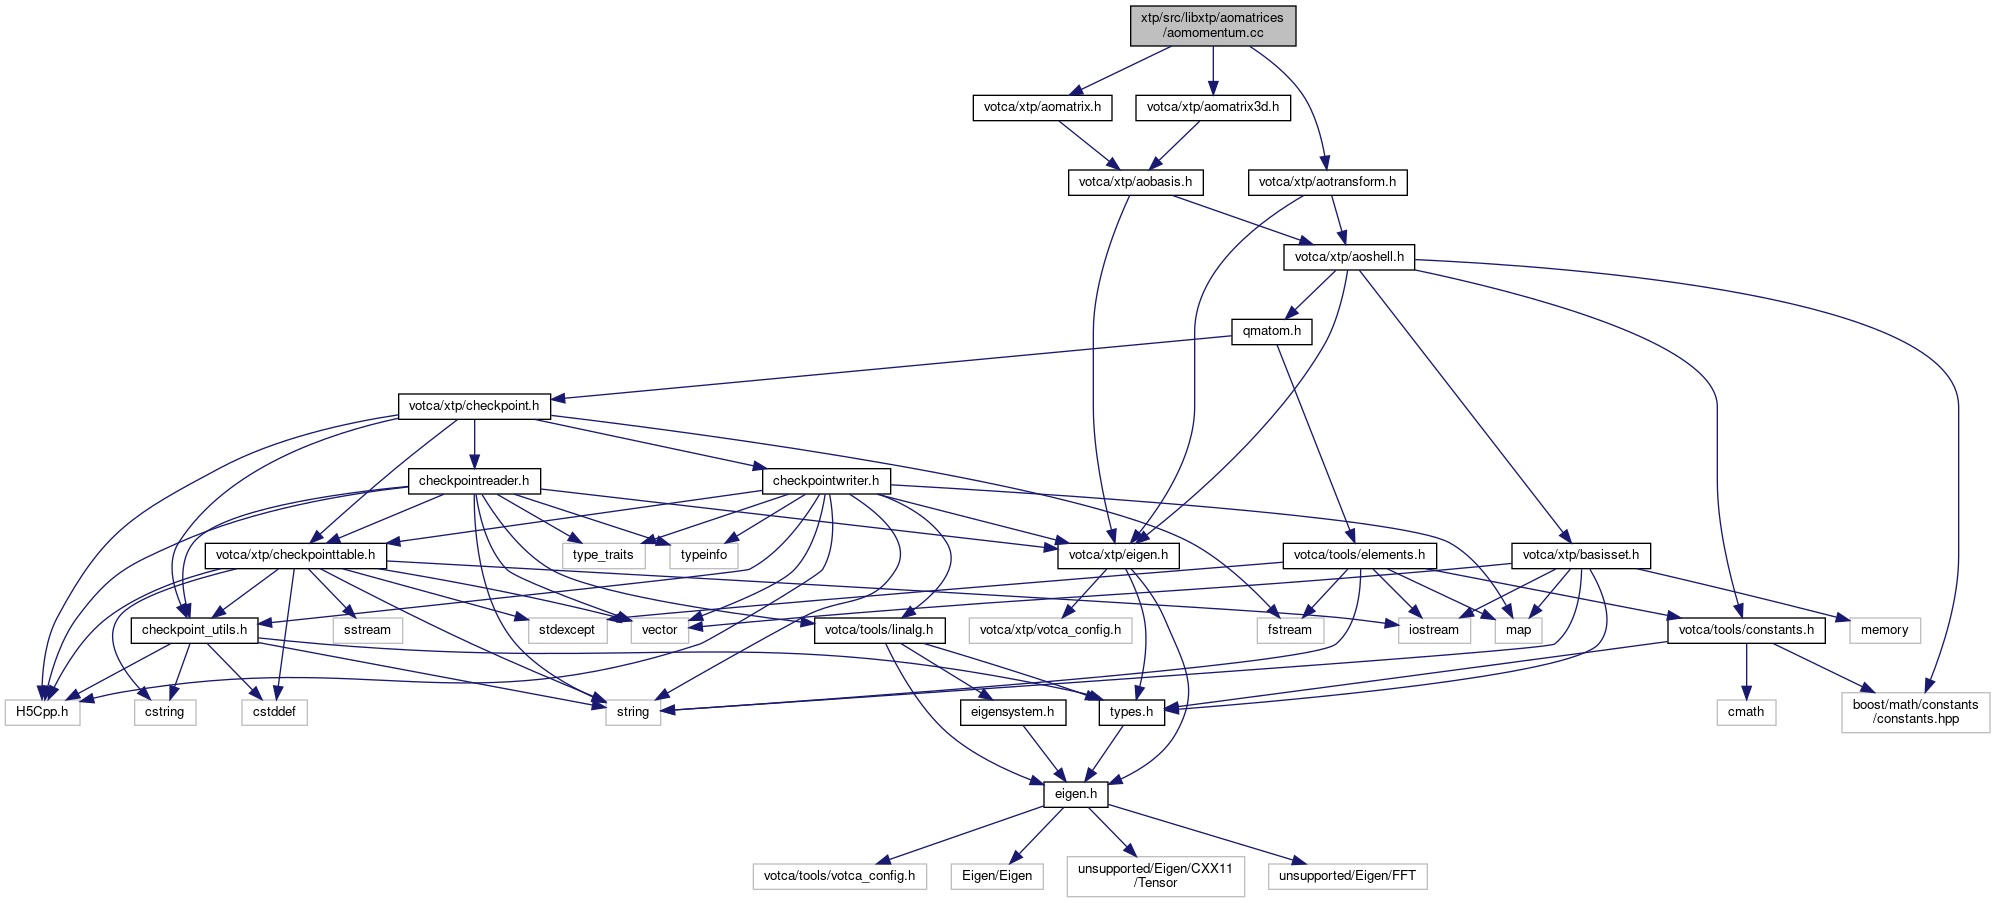 xtp/src/libxtp/aomatrices
/aomomentum.cc
votca/xtp/aomatrix.h
votca/xtp/aomatrix3d.h
votca/xtp/aobasis.h
votca/xtp/aotransform.h
votca/xtp/aoshell.h
qmatom.h
votca/xtp/checkpoint.h
checkpointreader.h
checkpointwriter.h
votca/xtp/checkpointtable.h
type_traits
typeinfo
votca/xtp/eigen.h
votca/tools/elements.h
votca/xtp/basisset.h
checkpoint_utils.h
sstream
stdexcept
vector
votca/tools/linalg.h
votca/xtp/votca_config.h
fstream
iostream
map
votca/tools/constants.h
memory
H5Cpp.h
cstring
cstddef
string
eigensystem.h
types.h
cmath
boost/math/constants
/constants.hpp
eigen.h
votca/tools/votca_config.h
Eigen/Eigen
unsupported/Eigen/CXX11
/Tensor
unsupported/Eigen/FFT